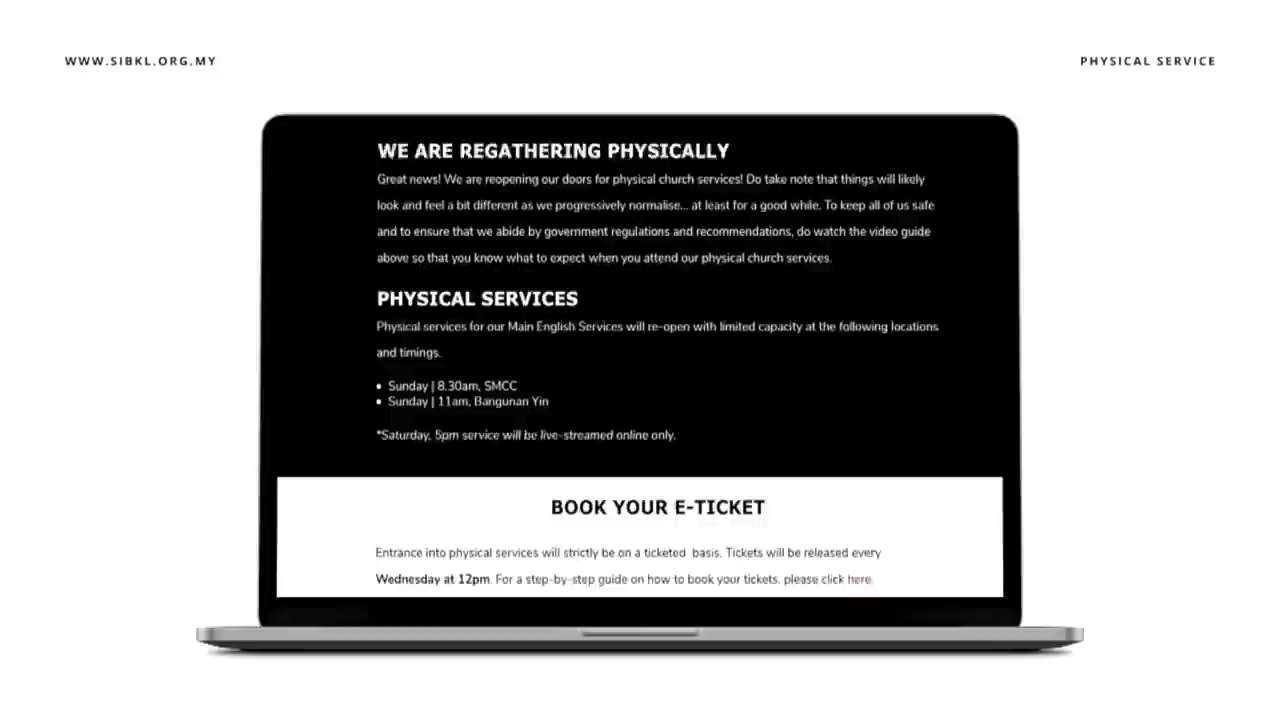 WWW.SIBKL.ORG.MY
PHYSICAL SERVICE
WE ARE REGATHERING PHYSICALLY
Great news! We are reopening our doors for physical church services! Do take note that things will likely
look and feel a bit different as we progressively normalise... at least for a good while. To keep all of us safe
and to ensure that we abide by government regulations and recommendations, do watch the video guide
above so that you know what to expect when you attend our physical church services.
PHYSICAL SERVICES
Physical services for our Main English Services will re-open with limited capacity at the following locations
and timings.
• Sunday | 8.30am, SMCC
• Sunday | 11am, Bangunan Yin
*Saturday, 5pm service will be live-streamed online only.
BOOK YOUR E-TICKET
Entrance into physical services will strictly be on a ticketed basis. Tickets will be released every
Wednesday at 12pm. For a step-by-step guide on how to book your tickets, please click here.